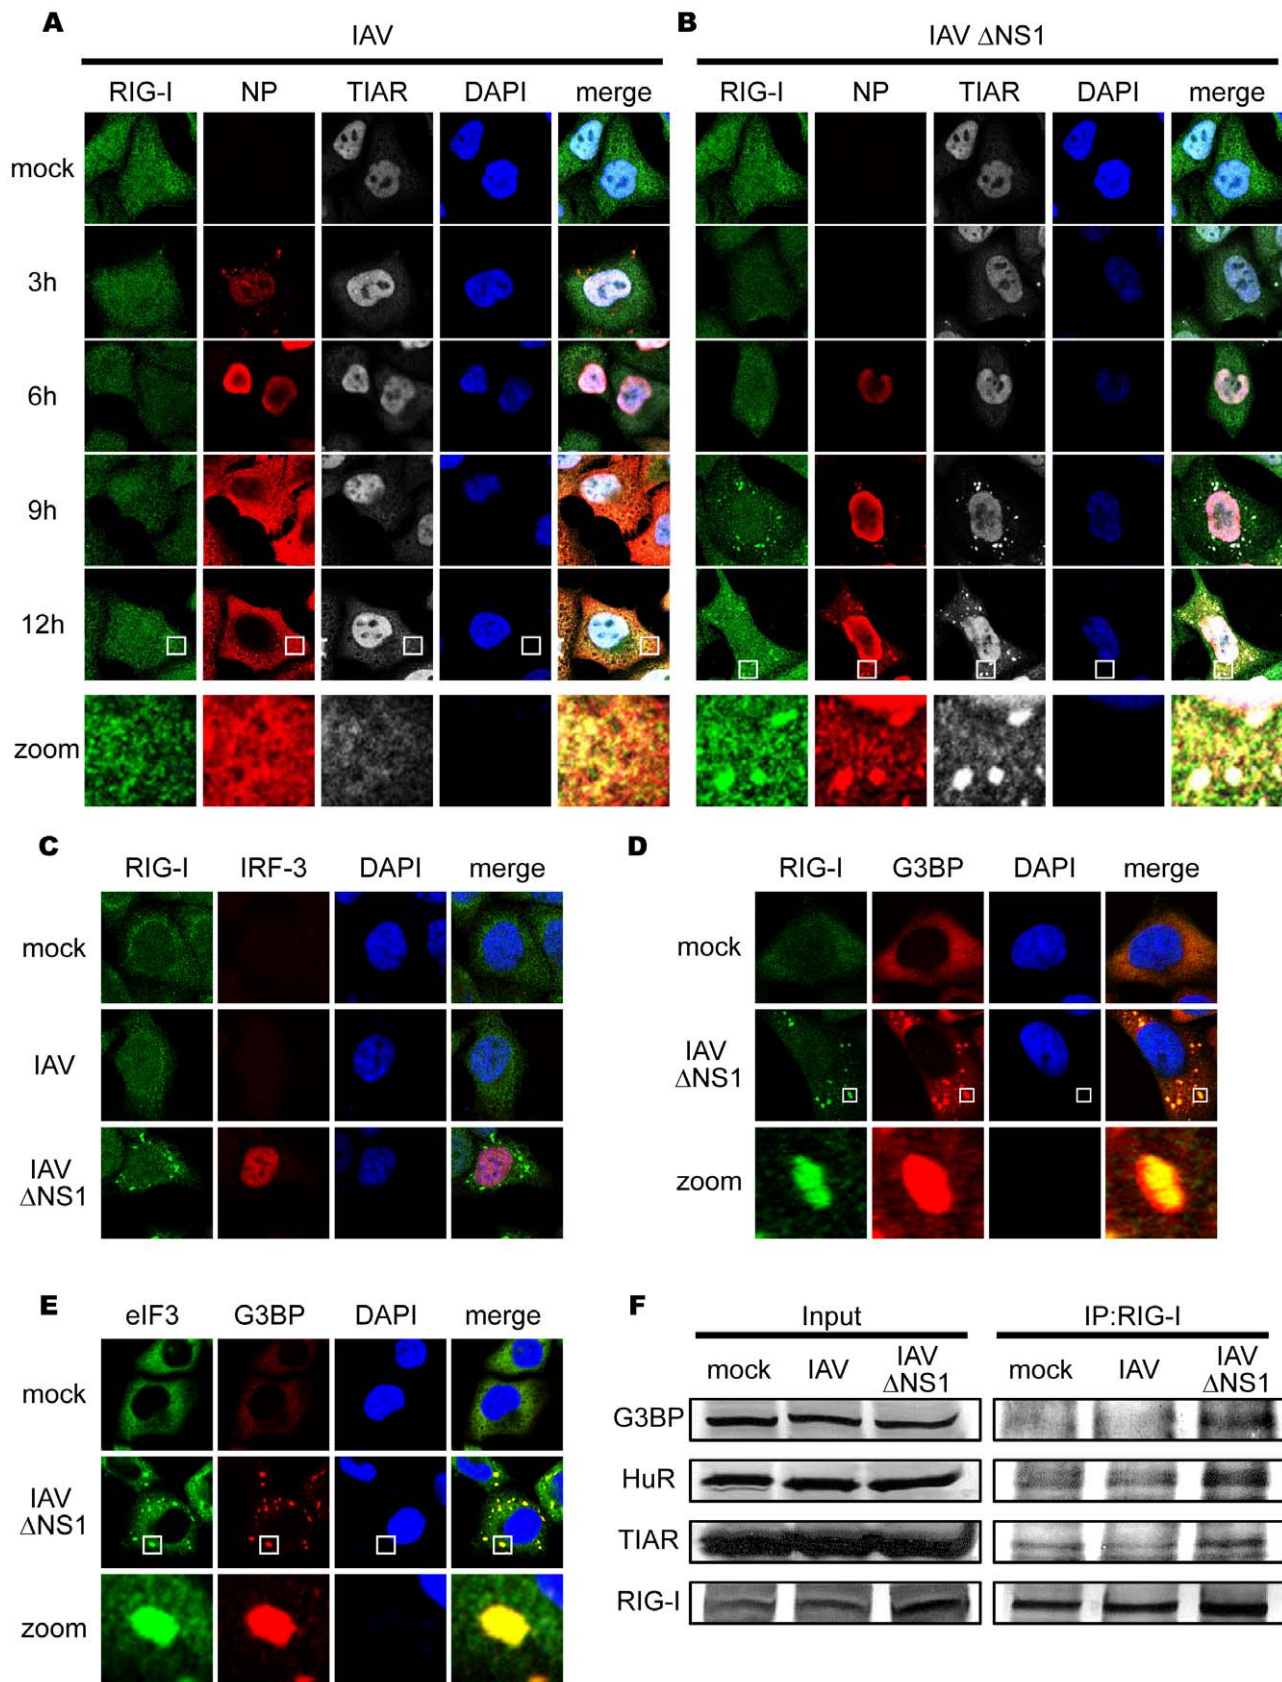 A
IAV
B
IAV ΔNS1
RIG-I NP TIAR DAPI merge
RIG-I NP TIAR DAPI merge
mock
3h
6h
9h
12h
zoom
C
RIG-I IRF-3 DAPI merge
mock
IAV
IAV
ΔNS1
D
RIG-I G3BP DAPI merge
mock
IAV
ΔNS1
zoom
E
eIF3 G3BP DAPI merge
mock
IAV
ΔNS1
zoom
F
Input IP:RIG-I
mock IAV IAV
ΔNS1
mock IAV IAV
ΔNS1
G3BP
HuR
TIAR
RIG-I